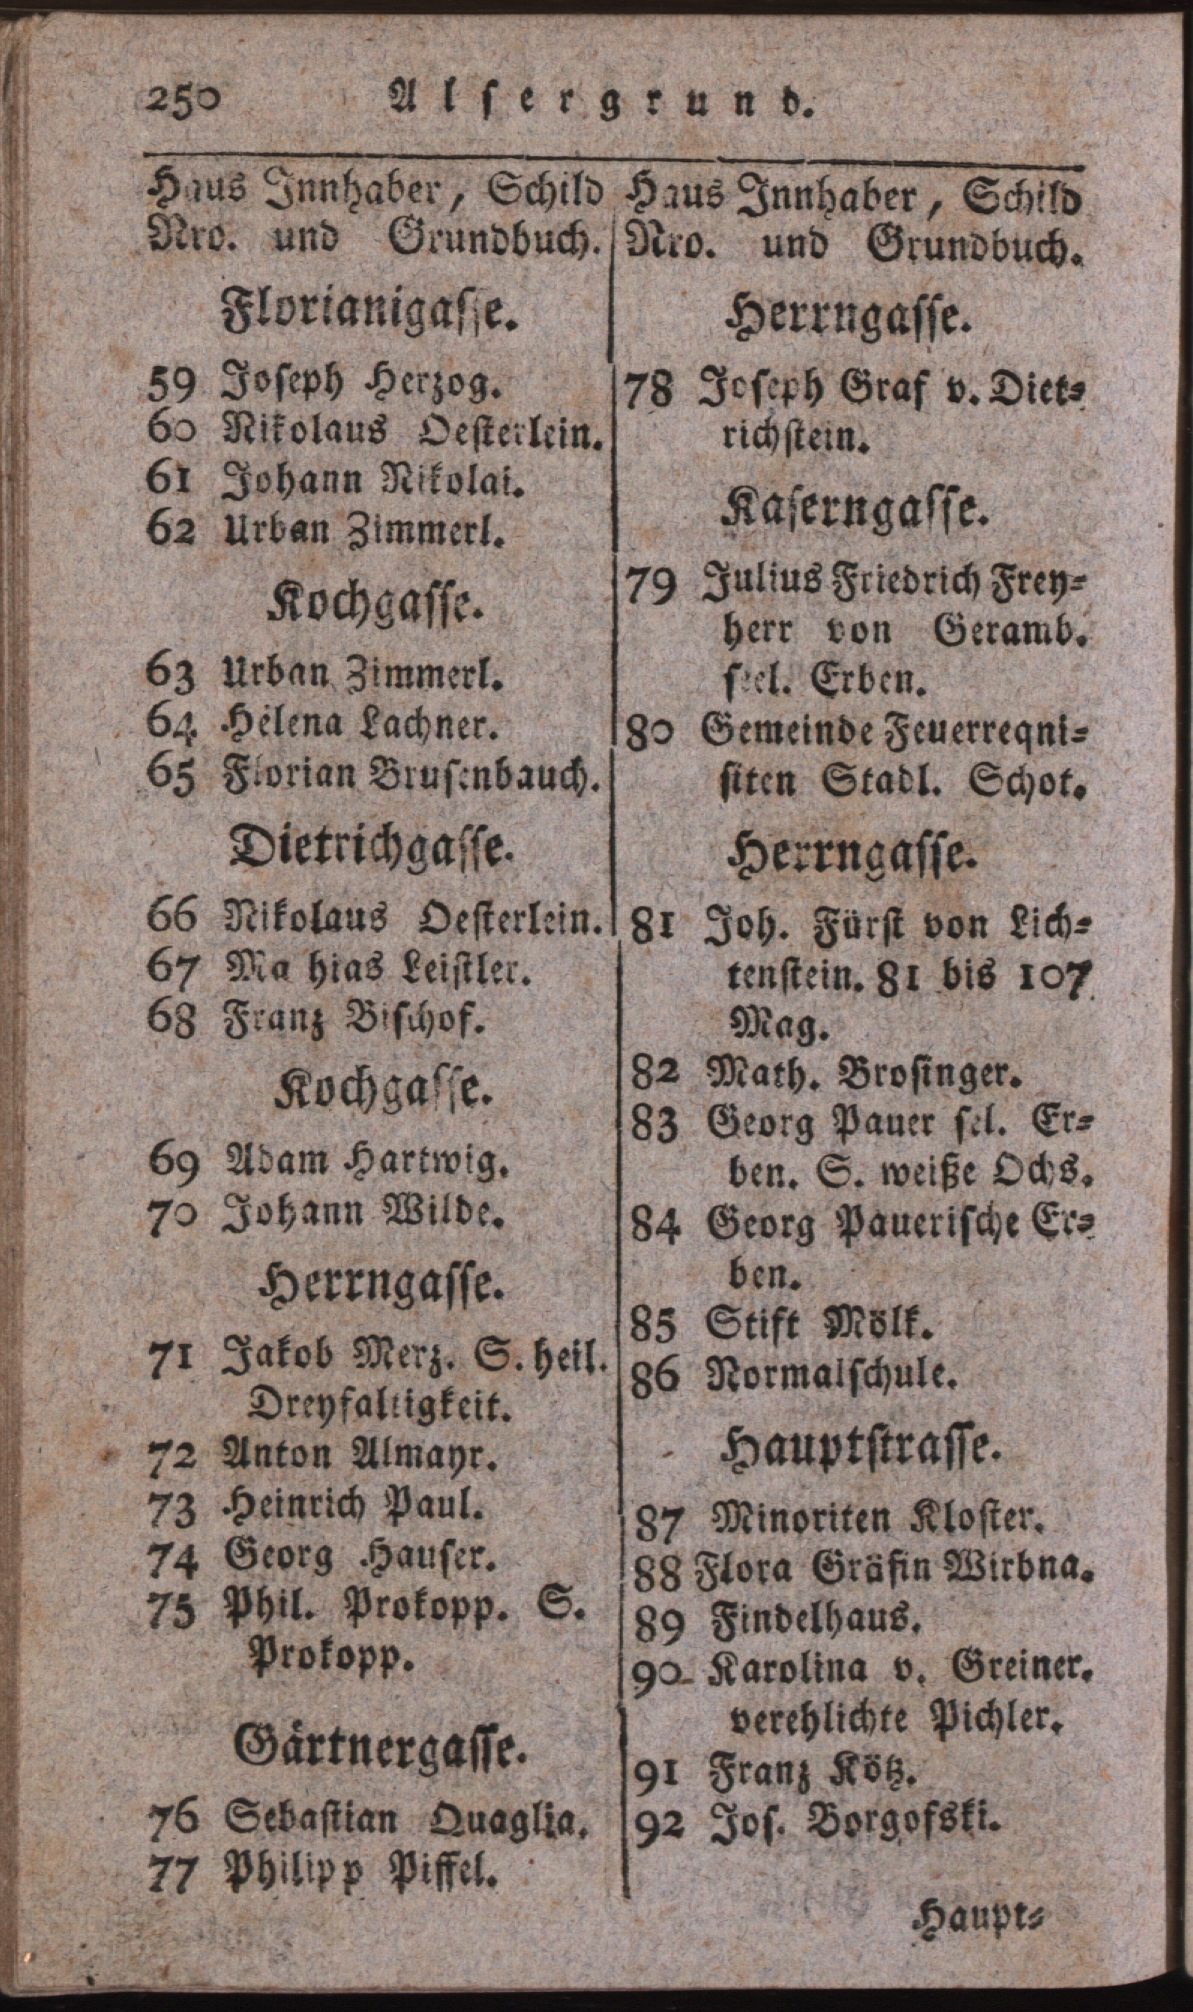 250 Alsergrund.
Haus Innhaber, Schild
Nro. und Grundbuch.
Florianigasse.
59 Joseph Herzog.
60 Nikolaus Oesterlein.
61 Johann Nikolai.
62 Urban Zimmerl.
Kochgasse.
63 Urban Zimmerl.
64 Helena Lachner.
65 Florian Brusenbauch.
Dietrichgasse.
66 Nikolaus Oesterlein.
67 Ma hias Leistler.
68 Franz Bischof.
Kochgasse.
69 Adam Hartwig.
70 Johann Wilde.
Herrngasse.
71 Jakob Merz. S. heil.
Dreyfaltigkeit.
72 Anton Almayr.
73 Heinrich Paul.
74 Georg Hauser.
75 Phil. Prokopp. S.
Prokopp.
Gärtnergasse.
76 Sebastian Quaglia.
77 Philipp Piffel.
Haus Innhaber, Schild
Nro. und Grundbuch.
Herrngasse.
78 Joseph Graf v. Diet-
richstein.
Kaserngasse.
79 Julius Friedrich Frey-
herr von Geramb.
seel. Erben.
80 Gemeinde Feuerreqni-
siten Stadl. Schot.
Herrngasse.
81 Joh. Fürst von Lich-
tenstein. 81 bis 107
Mag.
82 Math. Brosinger.
83 Georg Pauer sel. Er-
ben. S. weiße Ochs.
84 Georg Pauerische Er-
ben.
85 Stift Mölk.
86 Normalschule.
Hauptstrasse.
87 Minoriten Kloster.
88 Flora Gräfin Wirbna.
89 Findelhaus.
90 Karolina v. Greiner.
verehlichte Pichler.
91 Franz Kötz.
92 Jos. Borgofski.
Haupt-